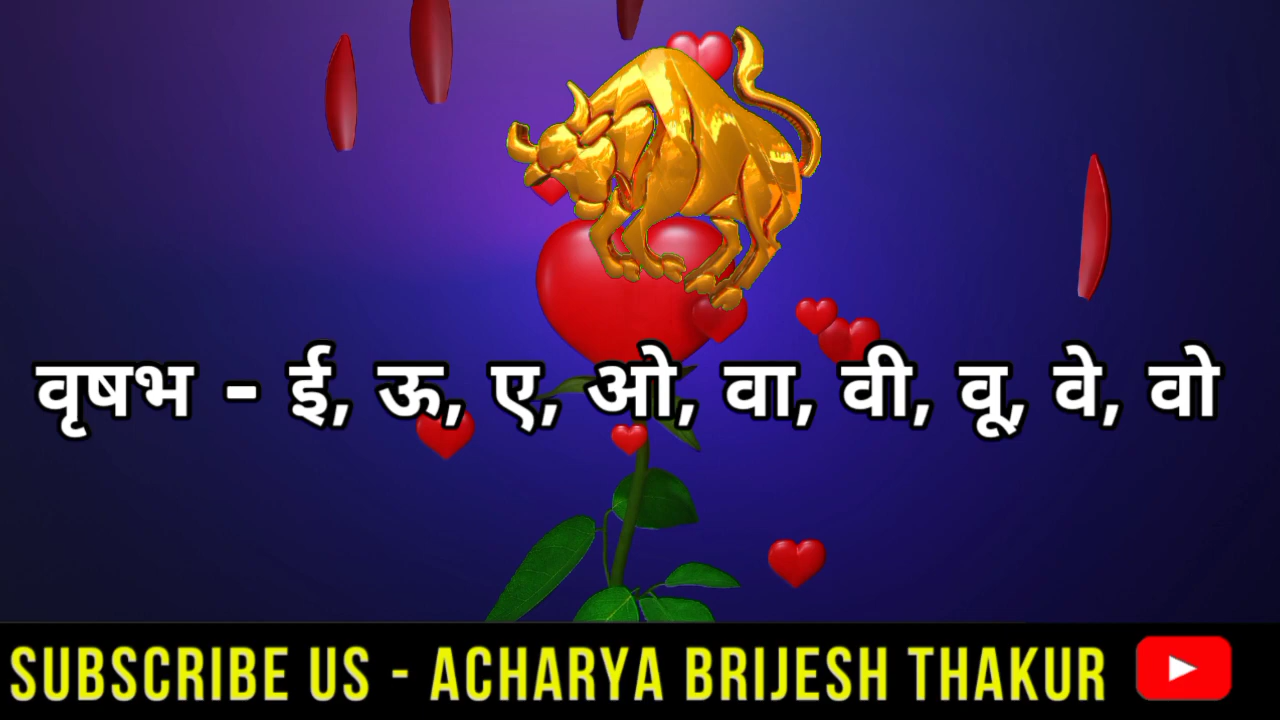 वृषभ - ई, ऊ, ए, ओ, वा, वी, वू, वे, वो
SUBSCRIBE US - ACHARYA BRIJESH THAKUR